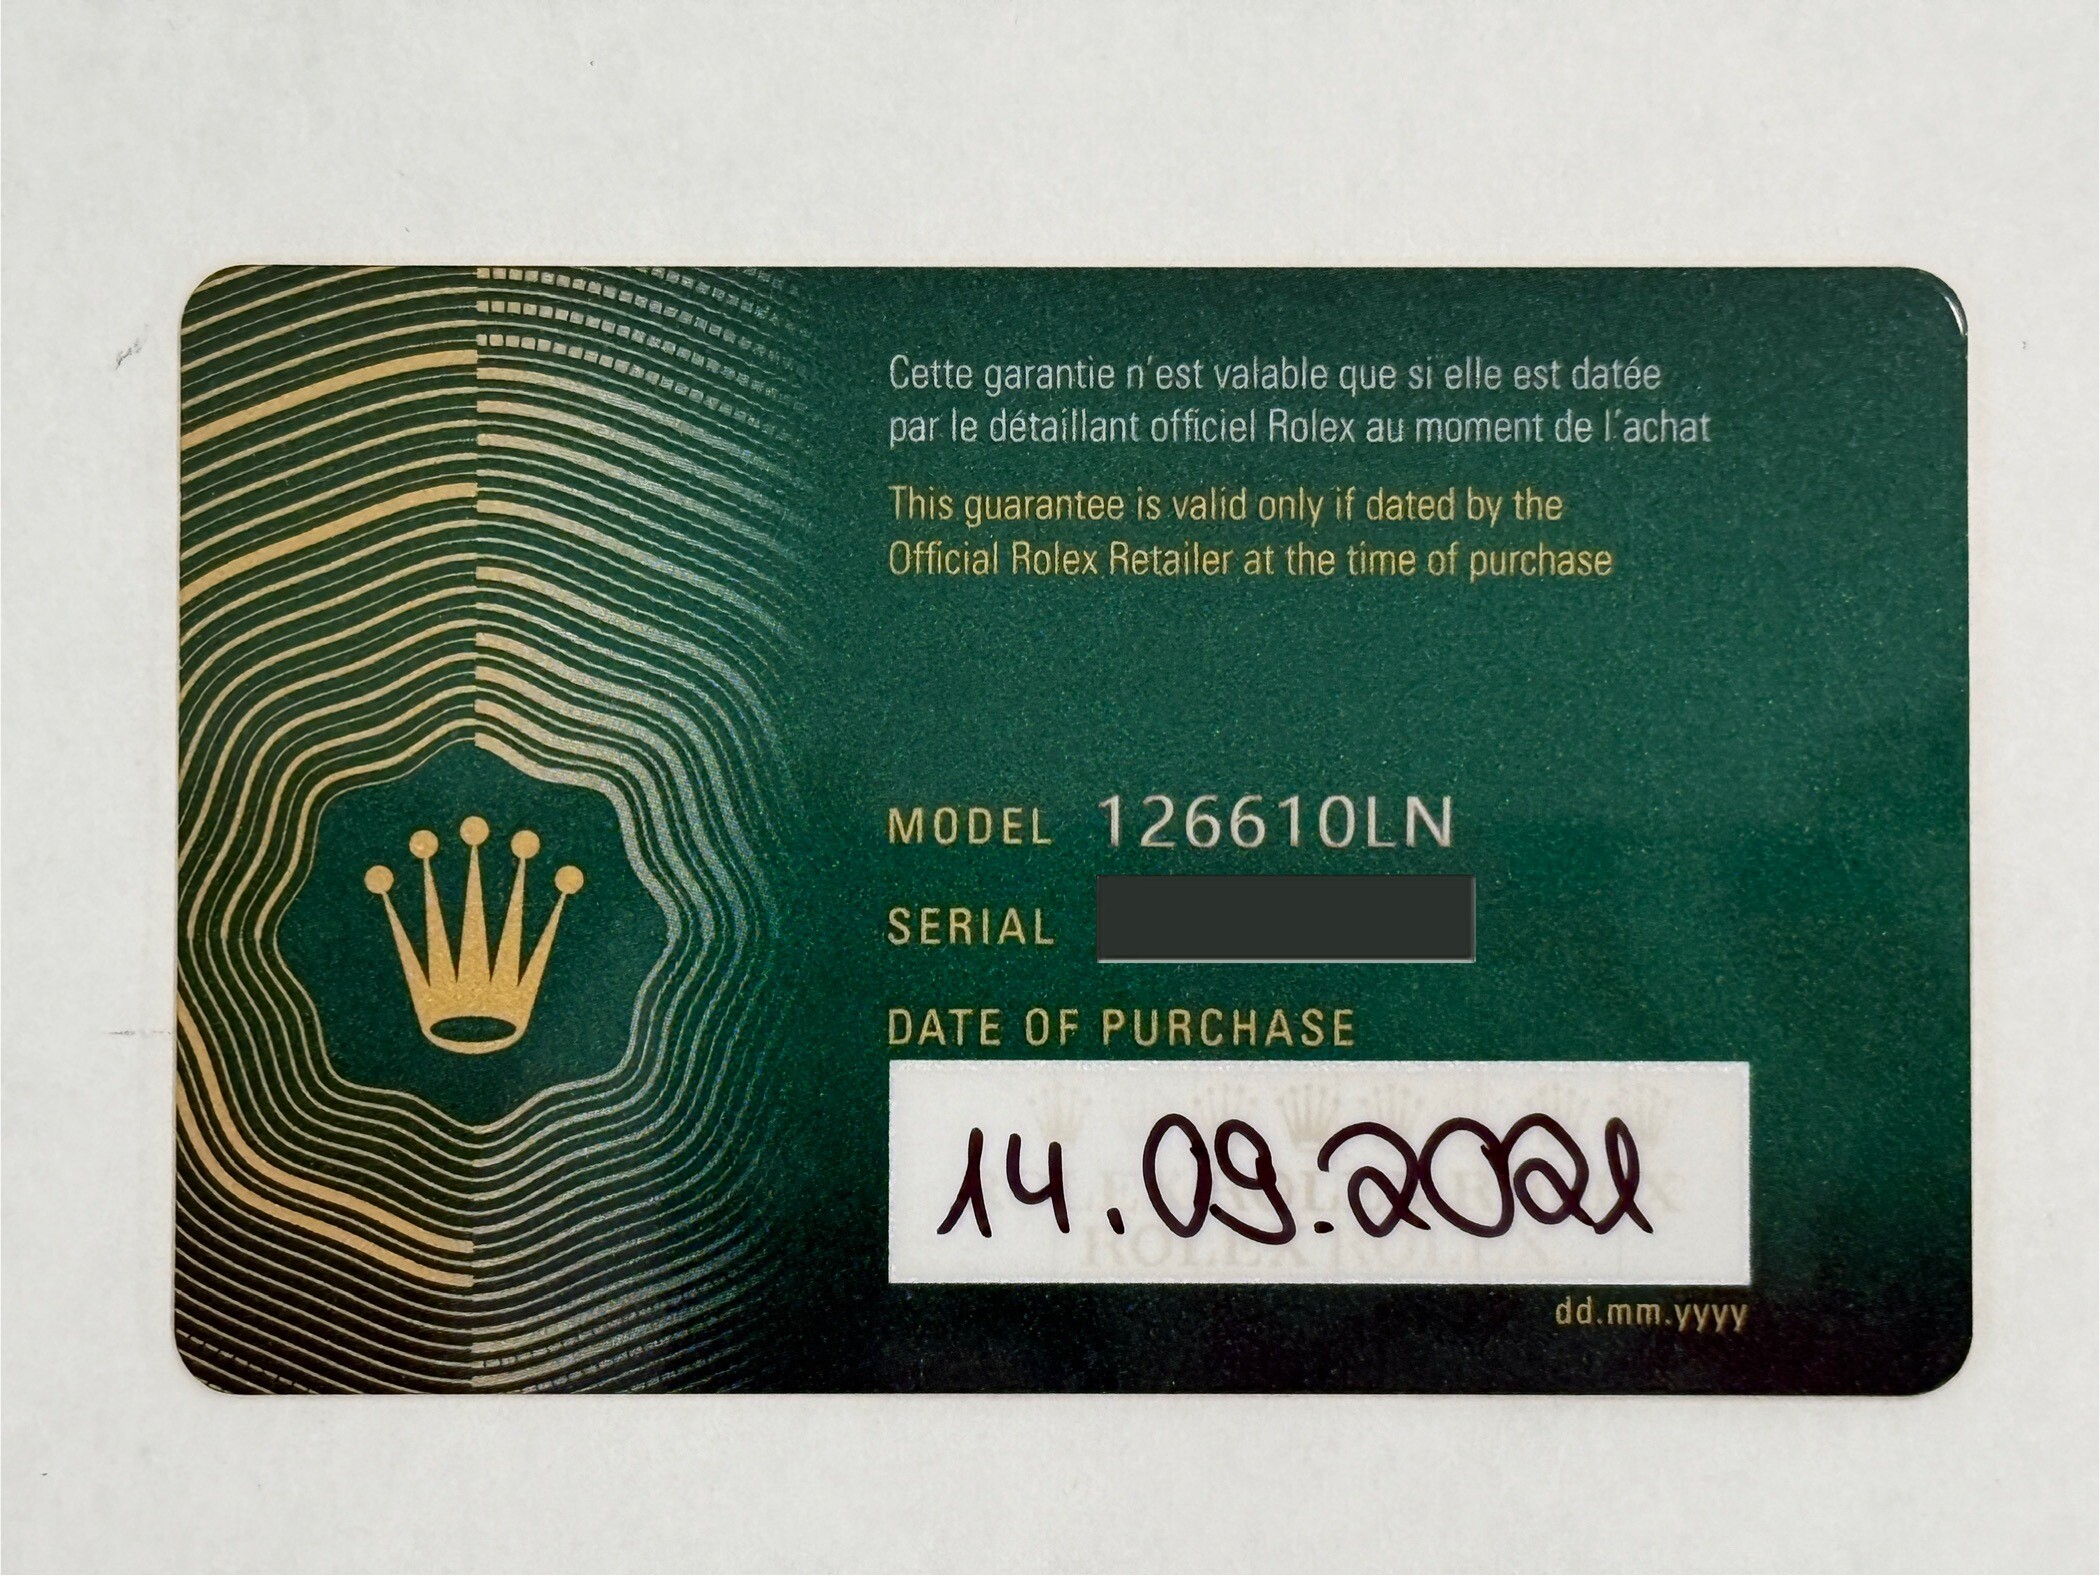 Cette garantie n'est valable que si elle est datée
par le détaillant officiel Rolex au moment de l'achat
This guarantee is valid only if dated by the
Official Rolex Retailer at the time of purchase
MODEL 126610LN
SERIAL
DATE OF PURCHASE
14.09.2021
ROLEX
dd.mm.yyyy